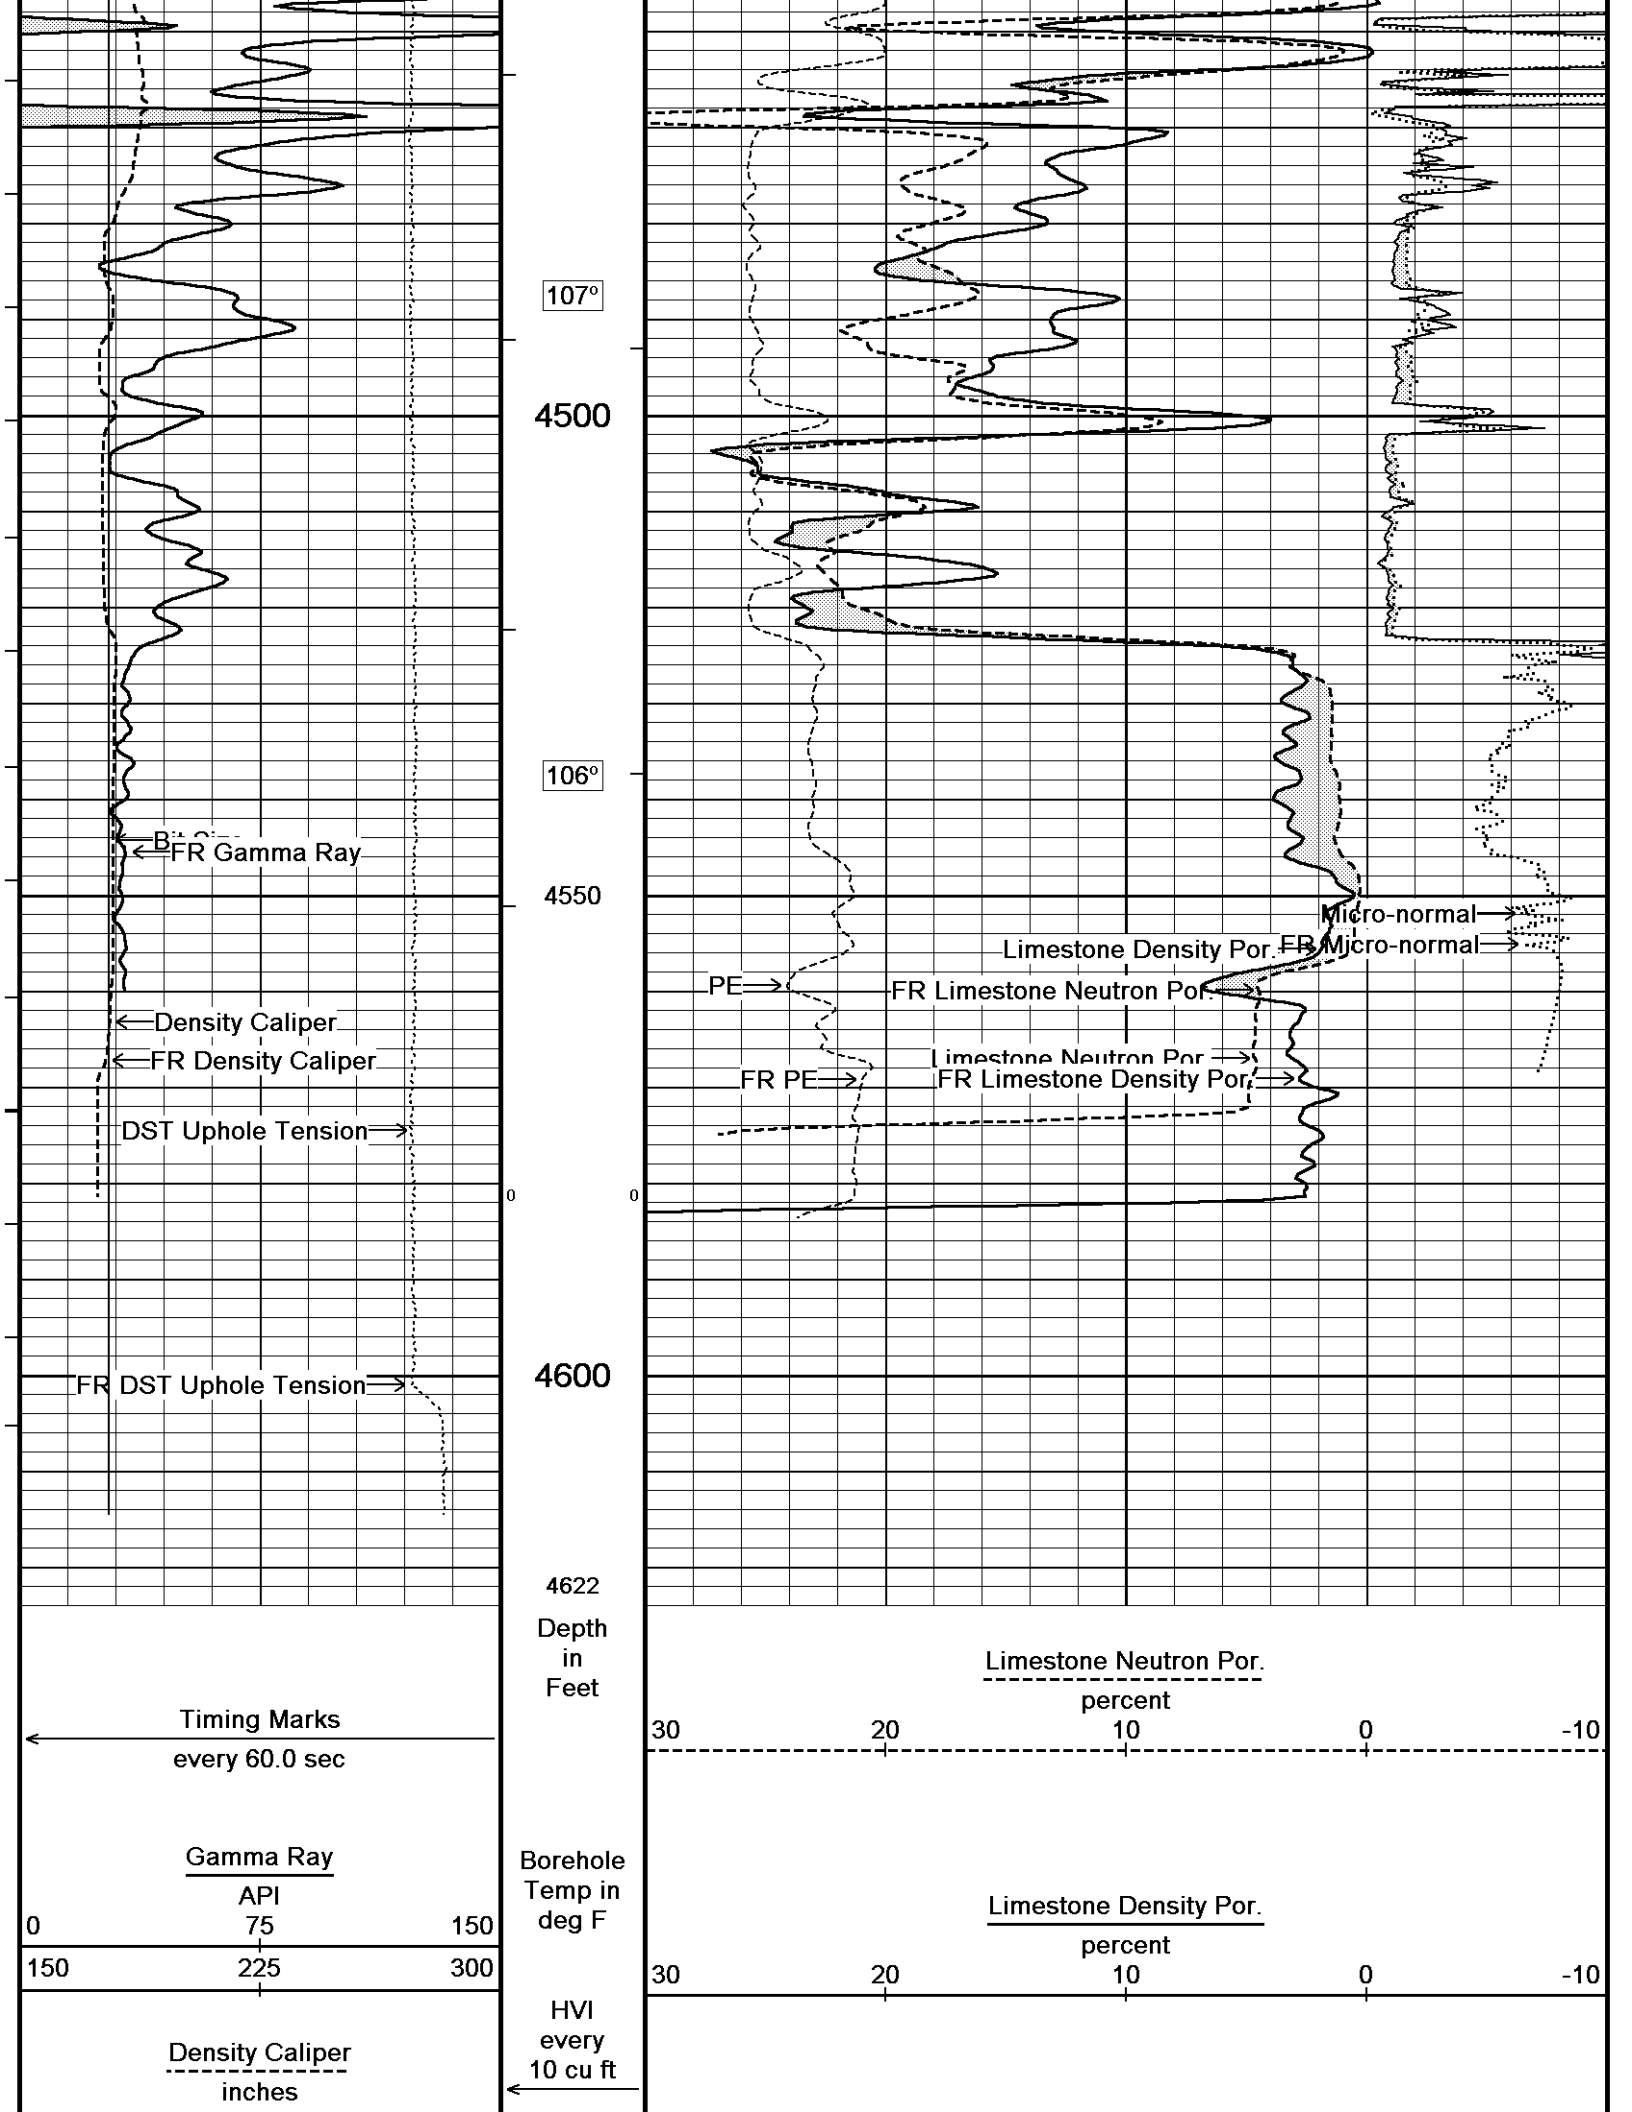 107º
4500
106º
Bit Size
FR Gamma Ray
4550
Micro-normal
Limestone Density Por.
FR Micro-normal
PE
FR Limestone Neutron Por.
Density Caliper
FR Density Caliper
Limestone Neutron Por.
FR PE
FR Limestone Density Por.
DST Uphole Tension
0
0
4600
FR DST Uphole Tension
4622
Depth
in
Feet
Timing Marks
every 60.0 sec
Limestone Neutron Por.
percent
30 20 10 0 -10
Gamma Ray
API
0 75 150
150 225 300
Borehole
Temp in
deg F
Limestone Density Por.
percent
30 20 10 0 -10
HVI
every
10 cu ft
Density Caliper
inches